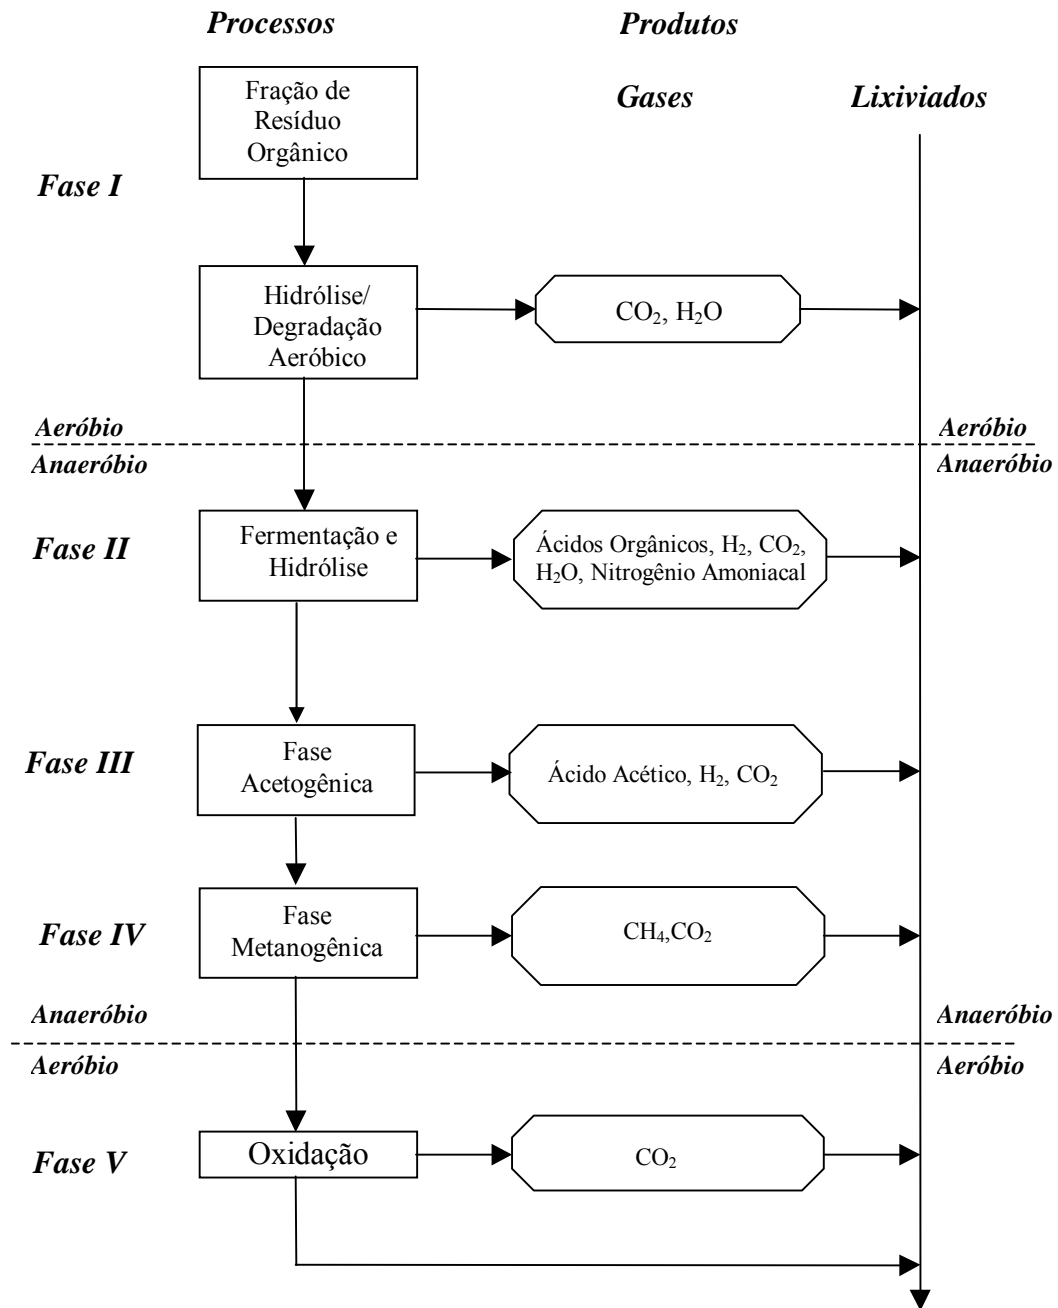 Processos
Produtos
Gases
Lixiviados
Fração de
Resíduo
Orgânico
Fase I
Hidrólise/
Degradação
Aeróbico
CO₂, H₂O
Aeróbio
Aeróbio
Anaeróbio
Anaeróbio
Fase II
Fermentação e
Hidrólise
Ácidos Orgânicos, H₂, CO₂,
H₂O, Nitrogênio Amoniacal
Fase III
Fase
Acetogênica
Ácido Acético, H₂, CO₂
Fase IV
Fase
Metanogênica
CH₄,CO₂
Anaeróbio
Anaeróbio
Aeróbio
Aeróbio
Fase V
Oxidação
CO₂